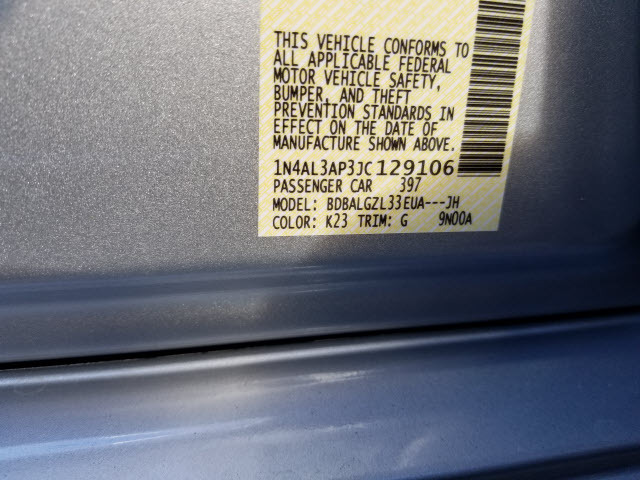 THIS VEHICLE CONFORMS TO
ALL APPLICABLE FEDERAL
MOTOR VEHICLE SAFETY,
BUMPER, AND THEFT
PREVENTION STANDARDS IN
EFFECT ON THE DATE OF
MANUFACTURE SHOWN ABOVE.
1N4AL3AP3JC129106
PASSENGER CAR 397
MODEL: BDBALGZL33EUA---JH
COLOR: K23 TRIM: G 9N00A